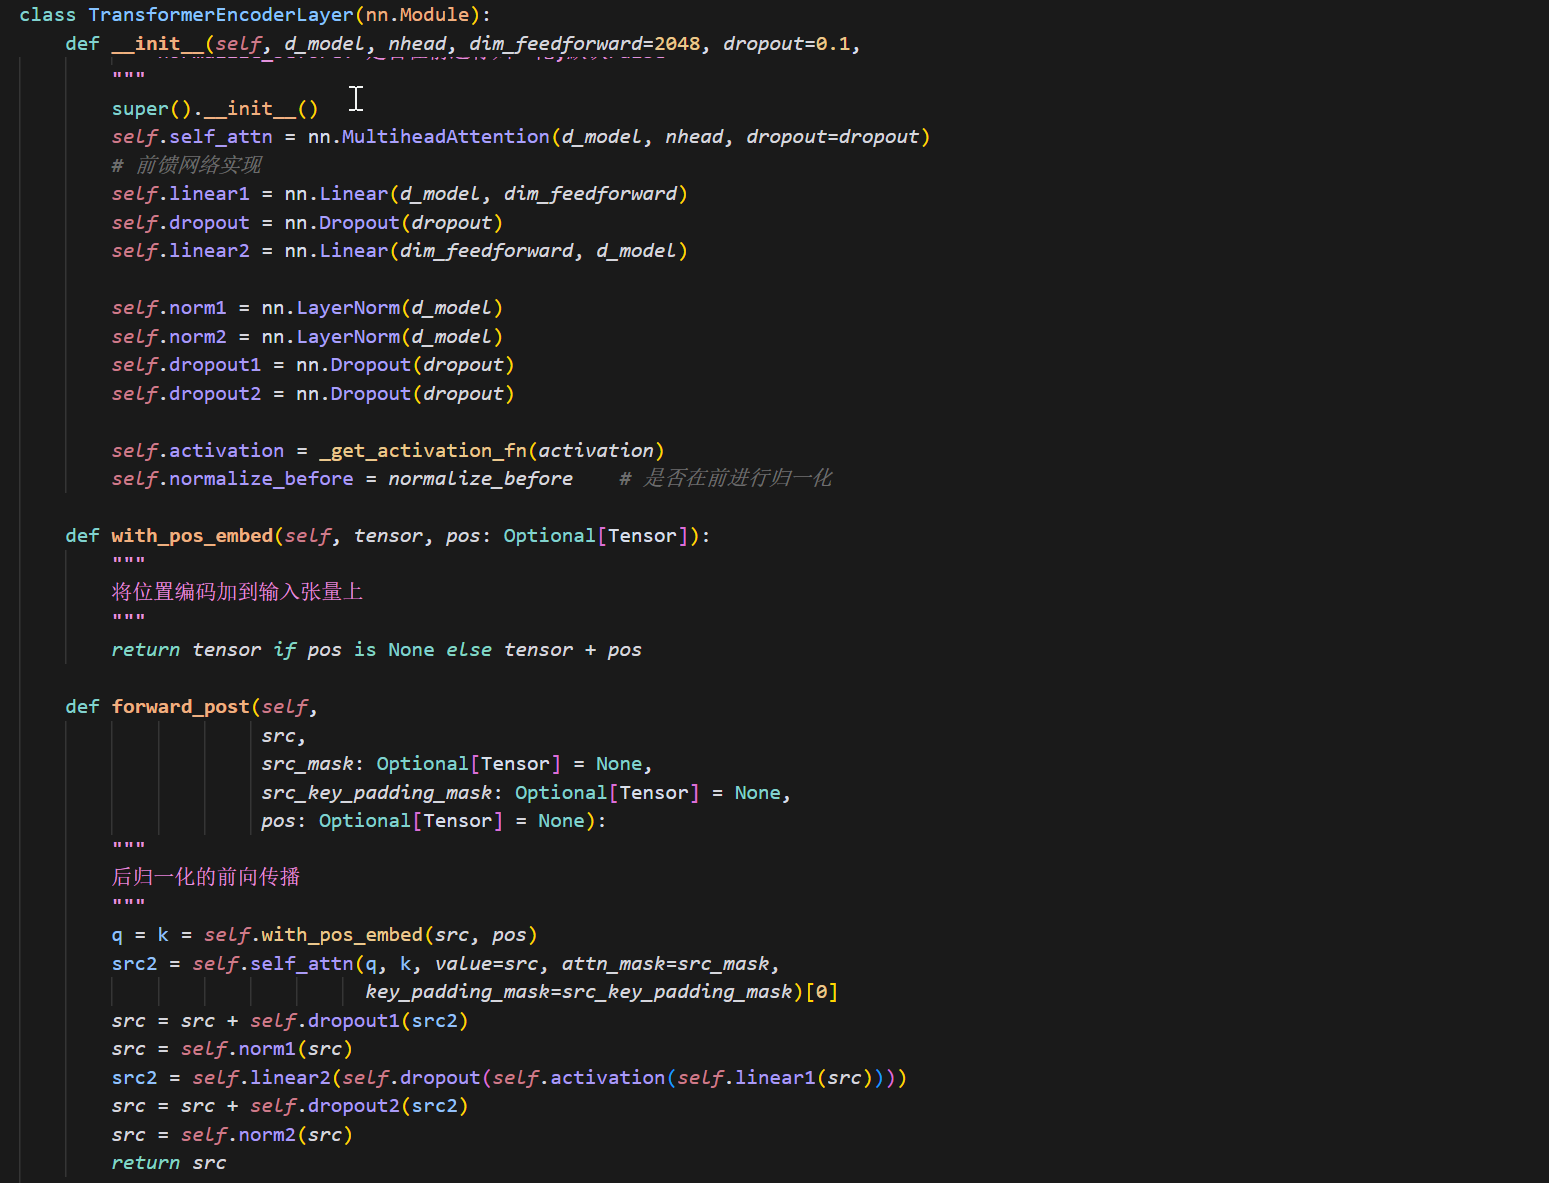 class TransformerEncoderLayer(nn.Module):
    def __init__(self, d_model, nhead, dim_feedforward=2048, dropout=0.1,
        """
        super().__init__()
        self.self_attn = nn.MultiheadAttention(d_model, nhead, dropout=dropout)
        # 前馈网络实现
        self.linear1 = nn.Linear(d_model, dim_feedforward)
        self.dropout = nn.Dropout(dropout)
        self.linear2 = nn.Linear(dim_feedforward, d_model)

        self.norm1 = nn.LayerNorm(d_model)
        self.norm2 = nn.LayerNorm(d_model)
        self.dropout1 = nn.Dropout(dropout)
        self.dropout2 = nn.Dropout(dropout)

        self.activation = _get_activation_fn(activation)
        self.normalize_before = normalize_before    # 是否在前进行归一化

    def with_pos_embed(self, tensor, pos: Optional[Tensor]):
        """
        将位置编码加到输入张量上
        """
        return tensor if pos is None else tensor + pos

    def forward_post(self,
                     src,
                     src_mask: Optional[Tensor] = None,
                     src_key_padding_mask: Optional[Tensor] = None,
                     pos: Optional[Tensor] = None):
        """
        后归一化的前向传播
        """
        q = k = self.with_pos_embed(src, pos)
        src2 = self.self_attn(q, k, value=src, attn_mask=src_mask,
                              key_padding_mask=src_key_padding_mask)[0]
        src = src + self.dropout1(src2)
        src = self.norm1(src)
        src2 = self.linear2(self.dropout(self.activation(self.linear1(src))))
        src = src + self.dropout2(src2)
        src = self.norm2(src)
        return src